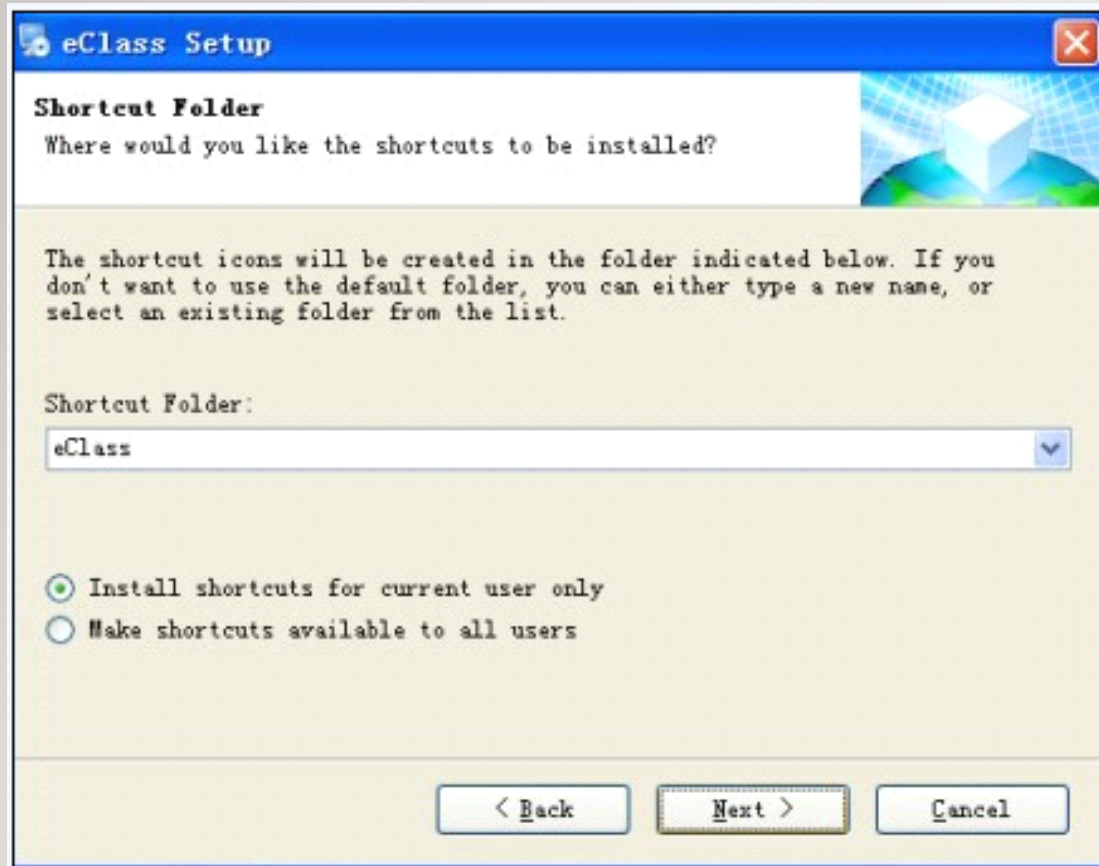 eClass Setup
Shortcut Folder
Where would you like the shortcuts to be installed?
The shortcut icons will be created in the folder indicated below. If you
don't want to use the default folder, you can either type a new name, or
select an existing folder from the list.
Shortcut Folder:
eClass
Install shortcuts for current user only
Make shortcuts available to all users
< Back
Next >
Cancel